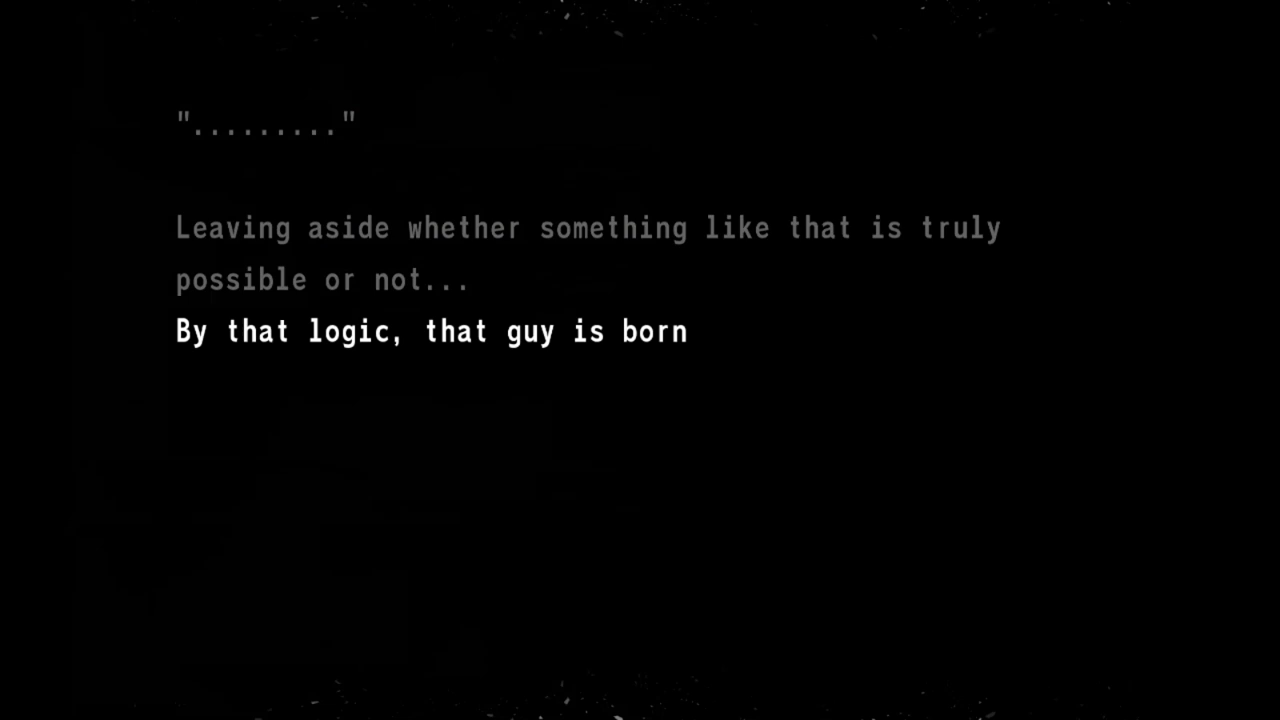 "........."
Leaving aside whether something like that is truly
possible or not...
By that logic, that guy is born